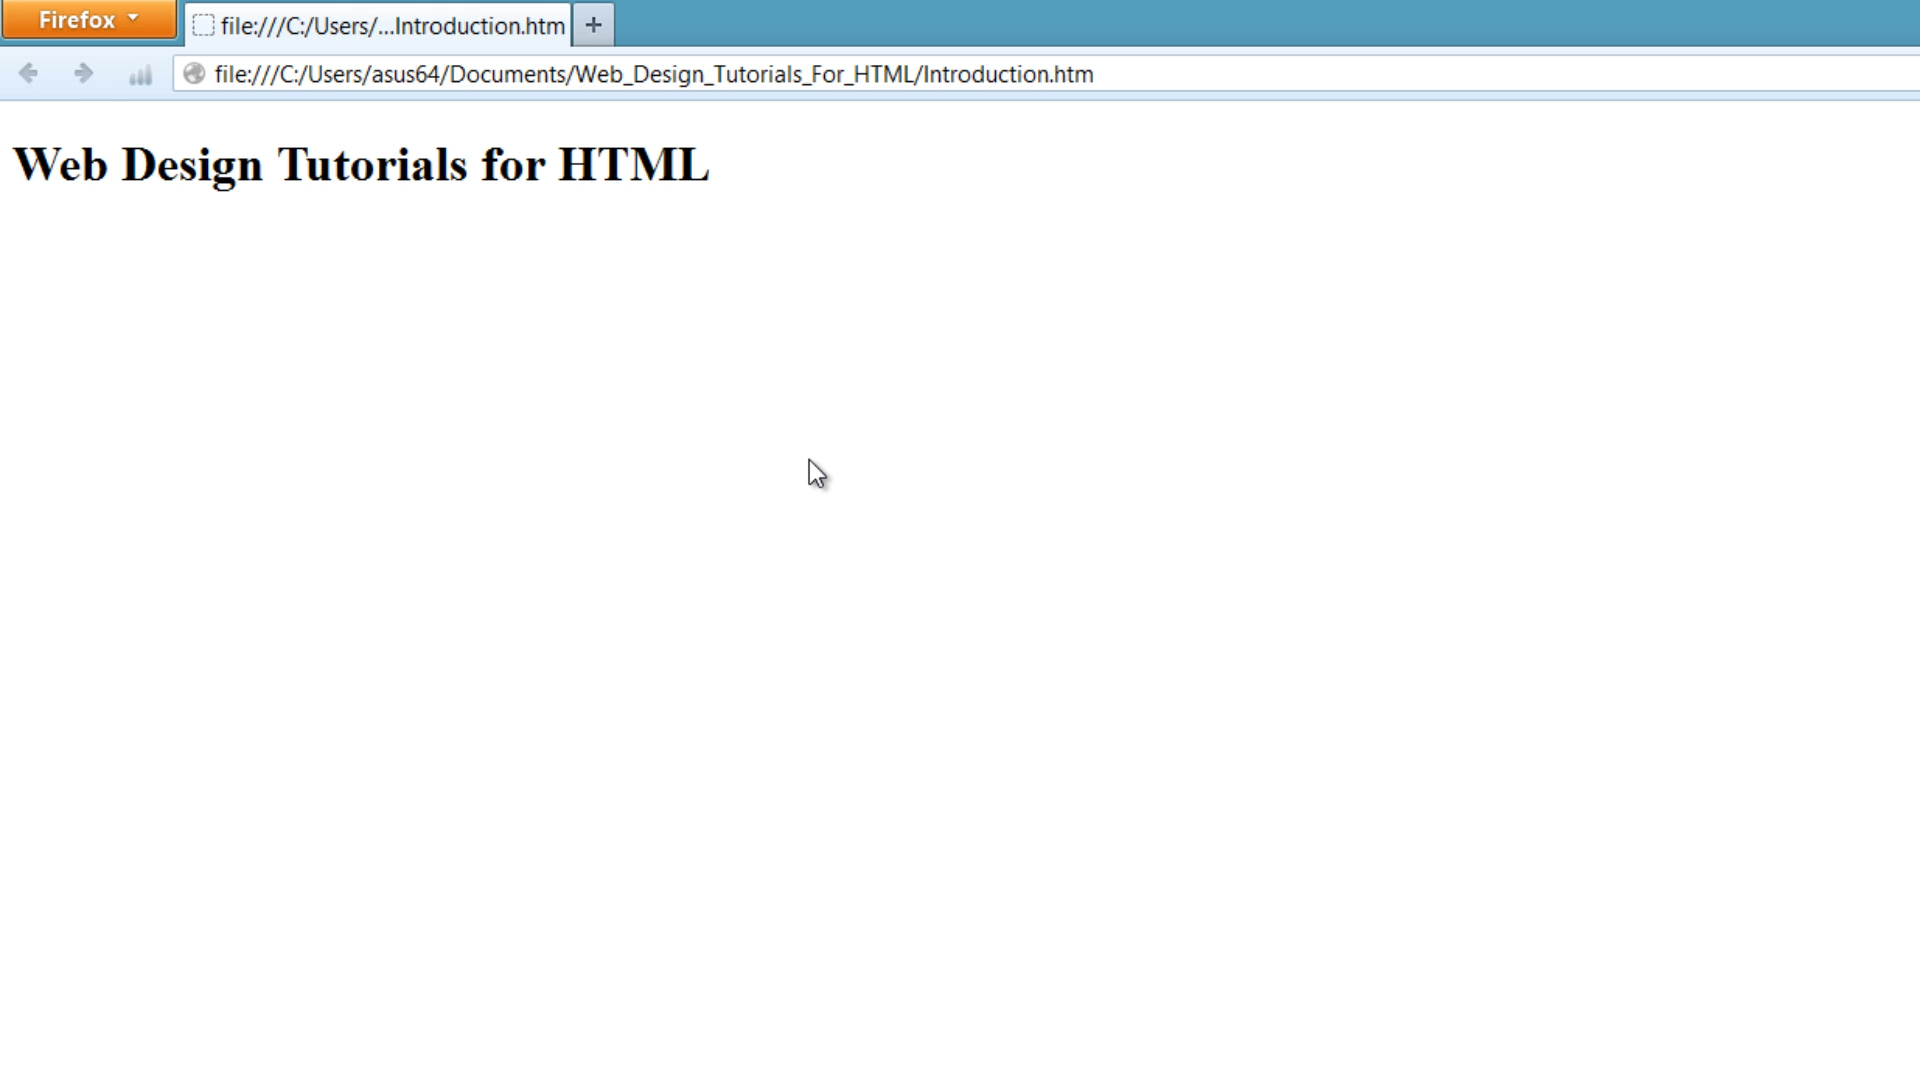 Firefox
file:///C:/Users/...Introduction.htm
file:///C:/Users/asus64/Documents/Web_Design_Tutorials_For_HTML/Introduction.htm
Web Design Tutorials for HTML